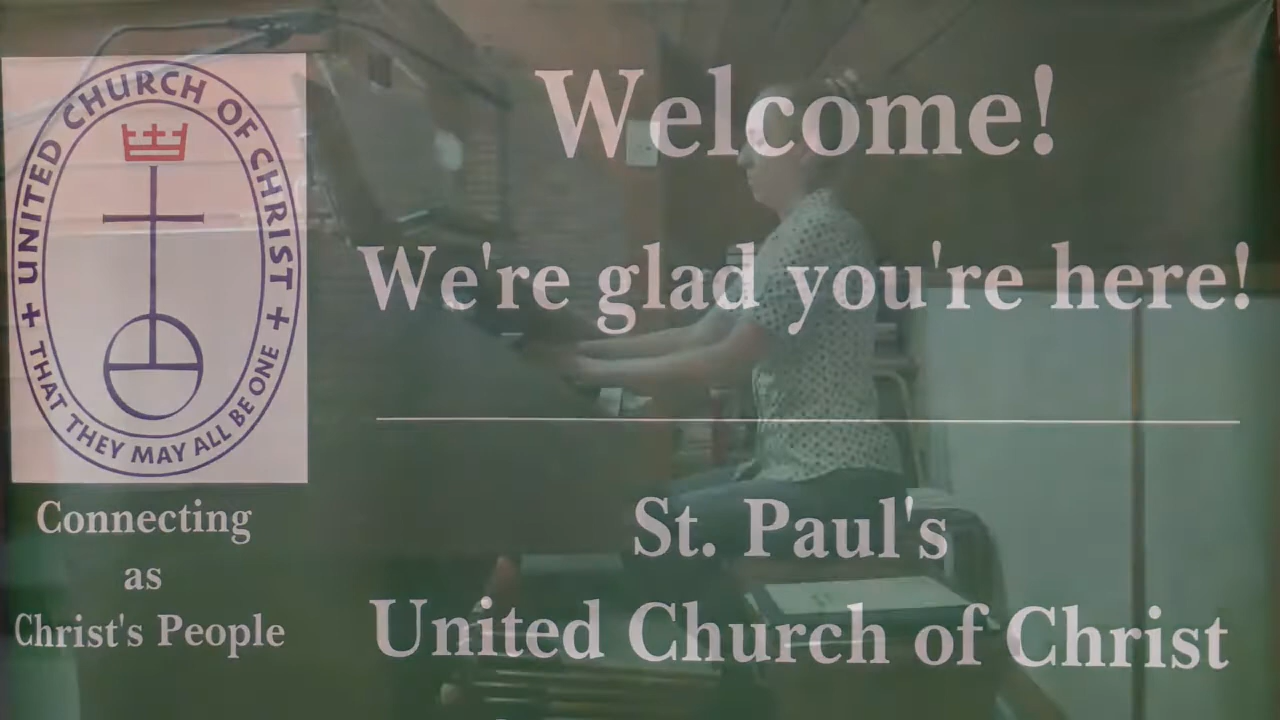 UNITED CHURCH OF CHRIST
THAT THEY MAY ALL BE ONE
Connecting
as
Christ's People
Welcome!
We're glad you're here!
St. Paul's
United Church of Christ